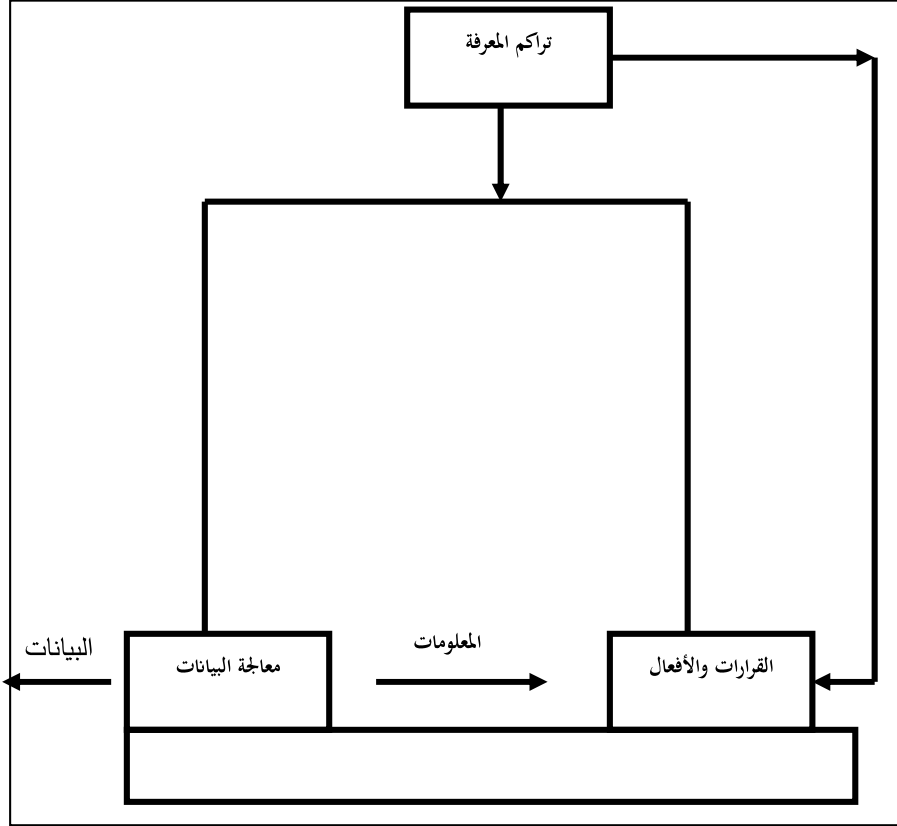 تراكم المعرفة
المعلومات
البيانات
القرارات والأفعال
معالجة البيانات